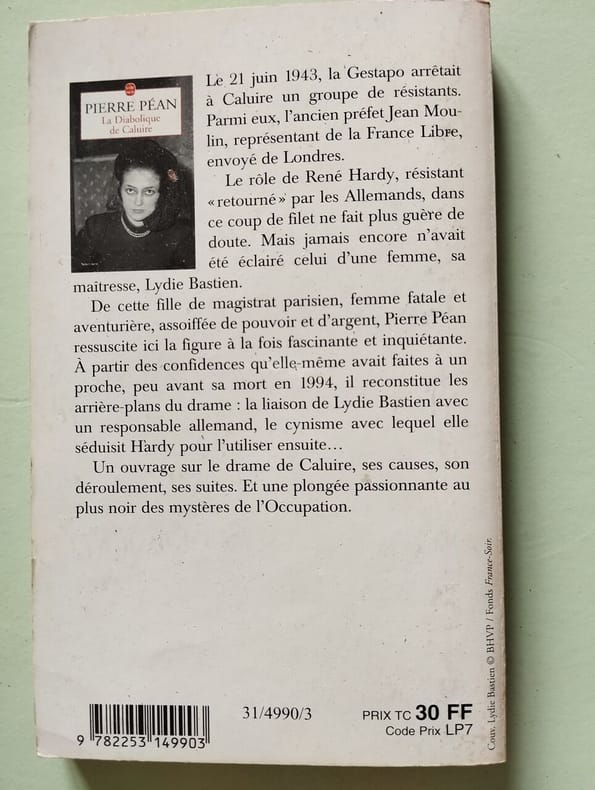 PIERRE PÉAN
La Diabolique
de Caluire
Le 21 juin 1943, la Gestapo arrêtait
à Caluire un groupe de résistants.
Parmi eux, l'ancien préfet Jean Mou-
lin, représentant de la France Libre,
envoyé de Londres.
Le rôle de René Hardy, résistant
« retourné » par les Allemands, dans
ce coup de filet ne fait plus guère de
doute. Mais jamais encore n'avait
été éclairé celui d'une femme, sa
maîtresse, Lydie Bastien.
De cette fille de magistrat parisien, femme fatale et
aventurière, assoiffée de pouvoir et d'argent, Pierre Péan
ressuscite ici la figure à la fois fascinante et inquiétante.
À partir des confidences qu'elle-même avait faites à un
proche, peu avant sa mort en 1994, il reconstitue les
arrière-plans du drame : la liaison de Lydie Bastien avec
un responsable allemand, le cynisme avec lequel elle
séduisit Hardy pour l'utiliser ensuite...
Un ouvrage sur le drame de Caluire, ses causes, son
déroulement, ses suites. Et une plongée passionnante au
plus noir des mystères de l'Occupation.
Couv. Lydie Bastien © BHVP / Fonds France-Soir.
31/4990/3
PRIX TC 30 FF
Code Prix LP7
9 782253 149903